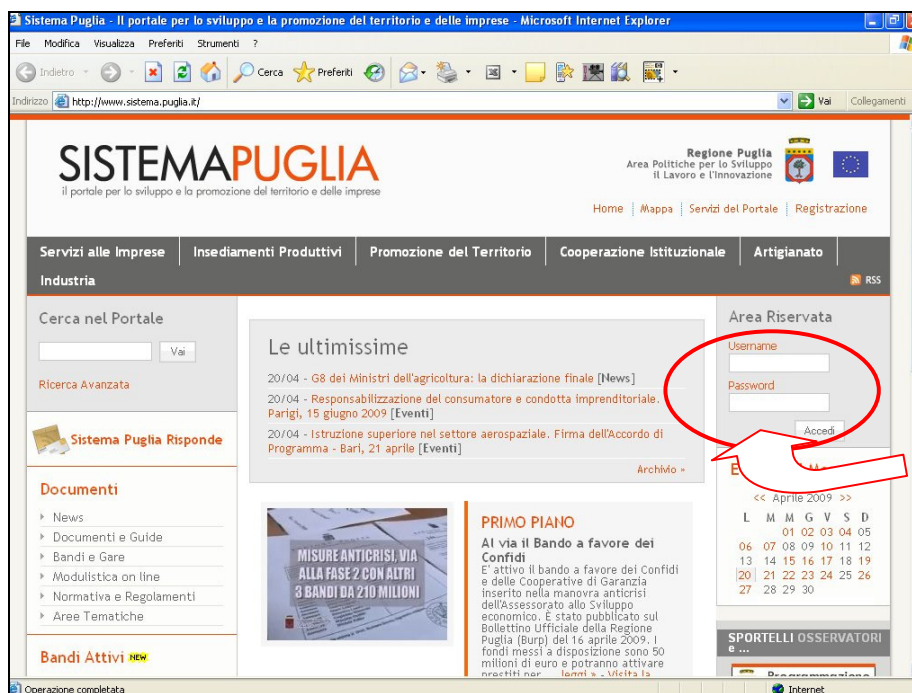 Sistema Puglia - Il portale per lo sviluppo e la promozione del territorio e delle imprese - Microsoft Internet Explorer
File Modifica Visualizza Preferiti Strumenti ?
Indietro Cerca Preferiti
Indirizzo http://www.sistema.puglia.it/ Vai Collegamenti
SISTEMAPUGLIA
il portale per lo sviluppo e la promozione del territorio e delle imprese
Regione Puglia
Area Politiche per lo Sviluppo
il Lavoro e l'Innovazione
Home Mappa Servizi del Portale Registrazione
Servizi alle Imprese Insediamenti Produttivi Promozione del Territorio Cooperazione Istituzionale Artigianato
Industria RSS
Cerca nel Portale
Vai
Ricerca Avanzata
Sistema Puglia Risponde
Documenti
News
Documenti e Guide
Bandi e Gare
Modulistica on line
Normativa e Regolamenti
Aree Tematiche
Bandi Attivi NEW
Le ultimissime
20/04 - G8 dei Ministri dell'agricoltura: la dichiarazione finale [News]
20/04 - Responsabilizzazione del consumatore e condotta imprenditoriale.
Parigi, 15 giugno 2009 [Eventi]
20/04 - Istruzione superiore nel settore aerospaziale. Firma dell'Accordo di
Programma - Bari, 21 aprile [Eventi]
Archivio »
MISURE ANTICRISI, VIA
ALLA FASE 2 CON ALTRI
3 BANDI DA 210 MILIONI
PRIMO PIANO
Al via il Bando a favore dei
Confidi
E' attivo il bando a favore dei Confidi
e delle Cooperative di Garanzia
inserito nella manovra anticrisi
dell'Assessorato allo Sviluppo
economico. È stato pubblicato sul
Bollettino Ufficiale della Regione
Puglia (Burp) del 16 aprile 2009. I
fondi messi a disposizione sono 50
milioni di euro e potranno attivare
prestiti per... leggi » - Visita la
Area Riservata
Username
Password
Accedi
<< Aprile 2009 >>
L M M G V S D
01 02 03 04 05
06 07 08 09 10 11 12
13 14 15 16 17 18 19
20 21 22 23 24 25 26
27 28 29 30
SPORTELLI OSSERVATORI
e ...
Programmazione
Operazione completata Internet